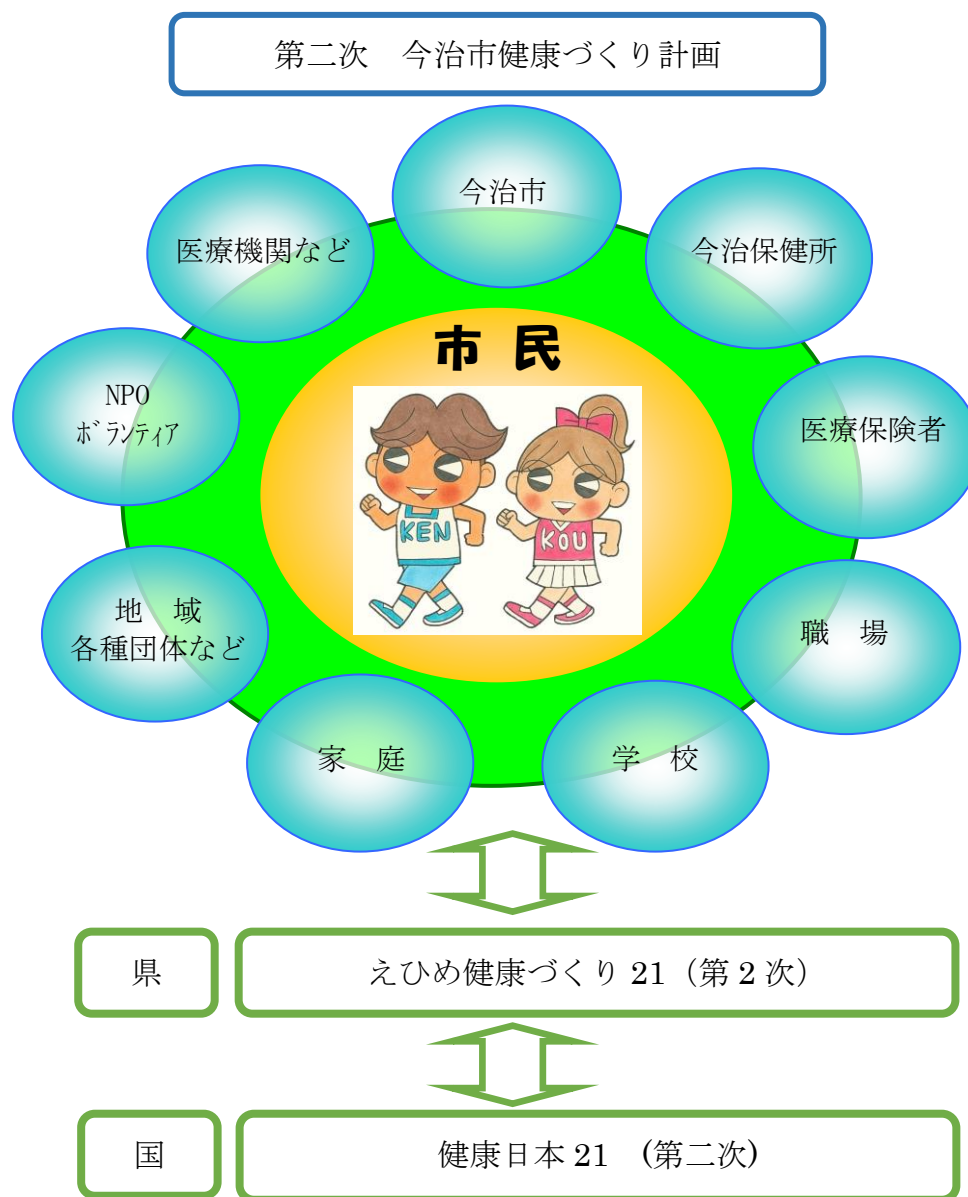 第二次　今治市健康づくり計画
今治市
医療機関など
今治保健所
市 民
NPO
ﾎﾞﾗﾝﾃｨｱ
医療保険者
KEN
KOU
地　域
各種団体など
職　場
家　庭
学　校
県
えひめ健康づくり 21（第 2 次）
国
健康日本 21　(第二次)